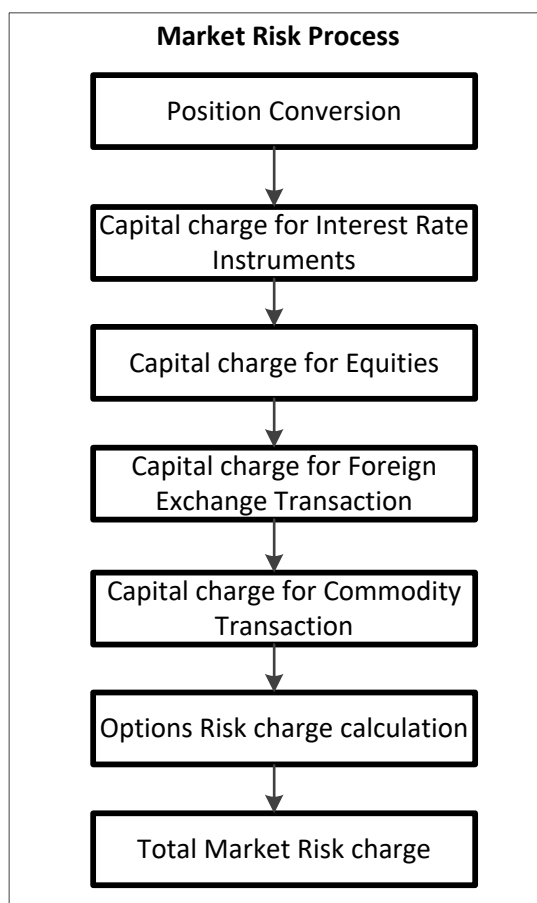 Market Risk Process
Position Conversion
Capital charge for Interest Rate
Instruments
Capital charge for Equities
Capital charge for Foreign
Exchange Transaction
Capital charge for Commodity
Transaction
Options Risk charge calculation
Total Market Risk charge